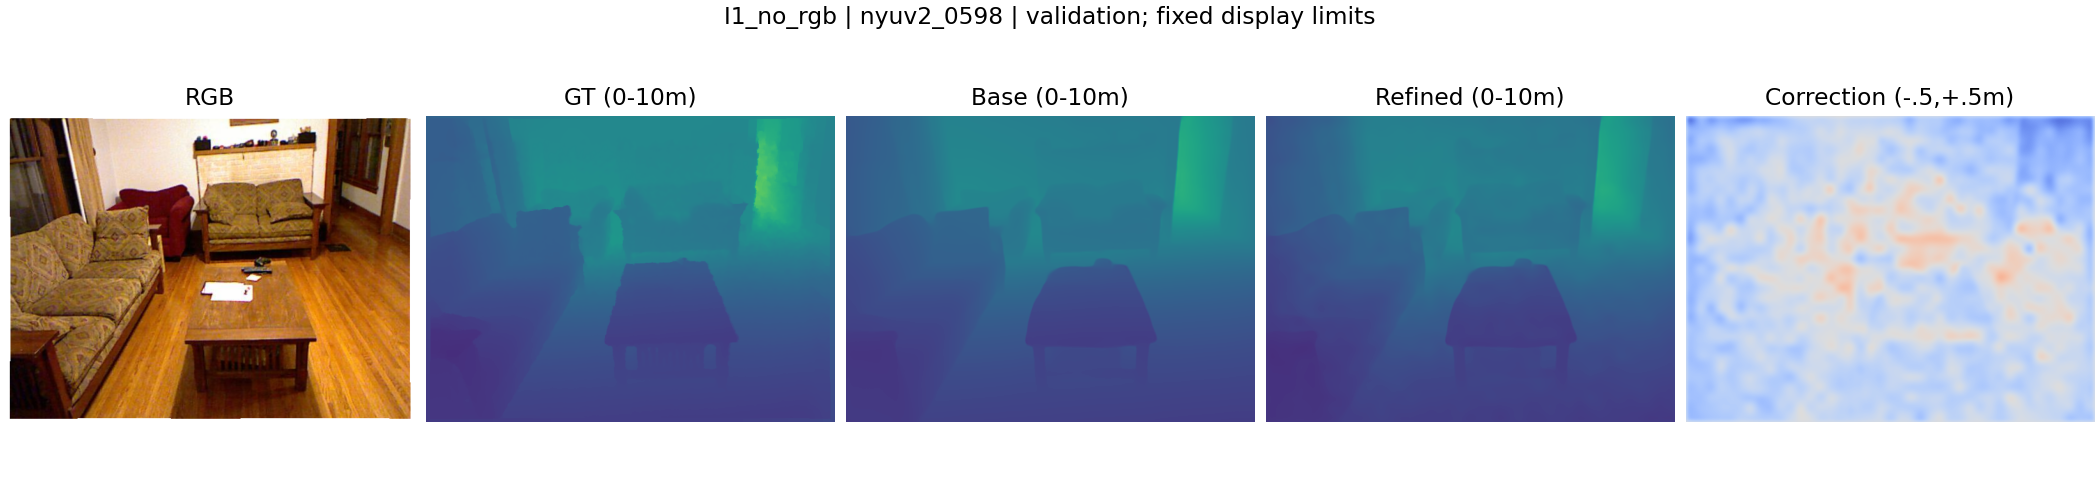 I1_no_rgb | nyuv2_0598 | validation; fixed display limits
RGB
GT (0-10m)
Base (0-10m)
Refined (0-10m)
Correction (-.5,+.5m)